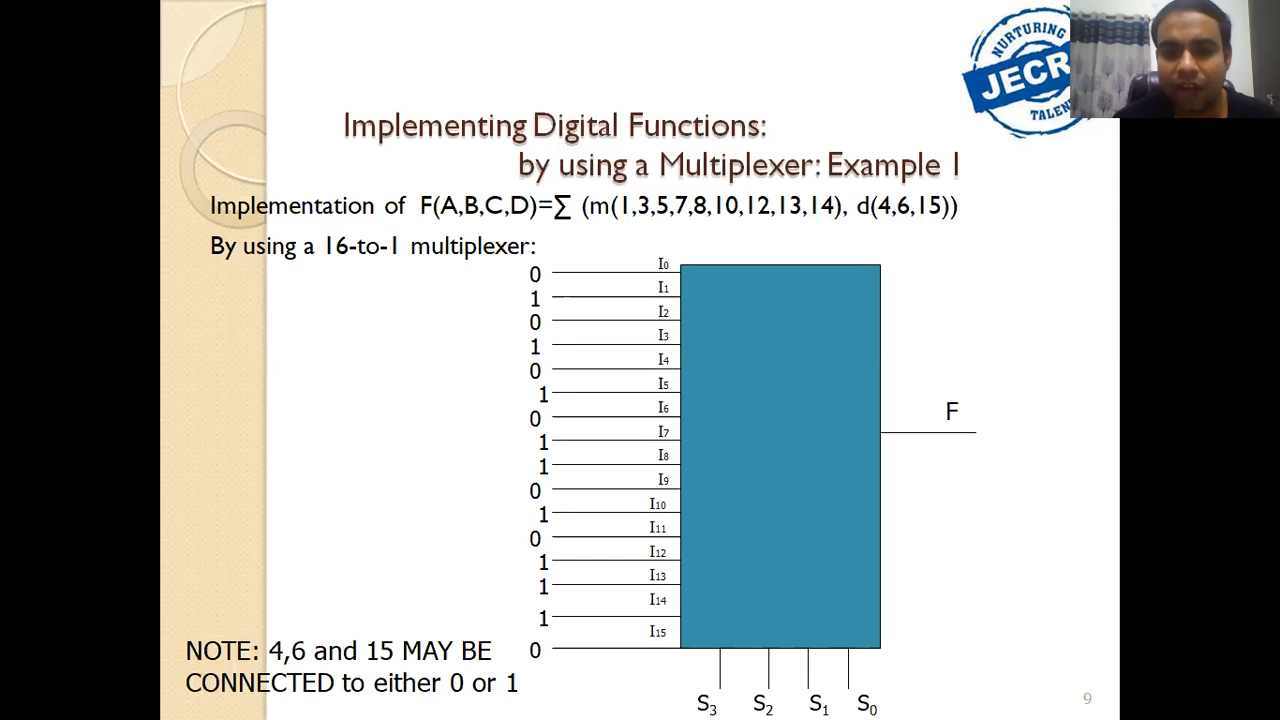 NURTURING
JECR
TALEN
Implementing Digital Functions:
by using a Multiplexer: Example 1
Implementation of F(A,B,C,D)=∑ (m(1,3,5,7,8,10,12,13,14), d(4,6,15))
By using a 16-to-1 multiplexer:
0 I0
1 I1
0 I2
1 I3
0 I4
1 I5
0 I6
1 I7
1 I8
0 I9
1 I10
0 I11
1 I12
1 I13
1 I14
0 I15
F
S3 S2 S1 S0
NOTE: 4,6 and 15 MAY BE
CONNECTED to either 0 or 1
9